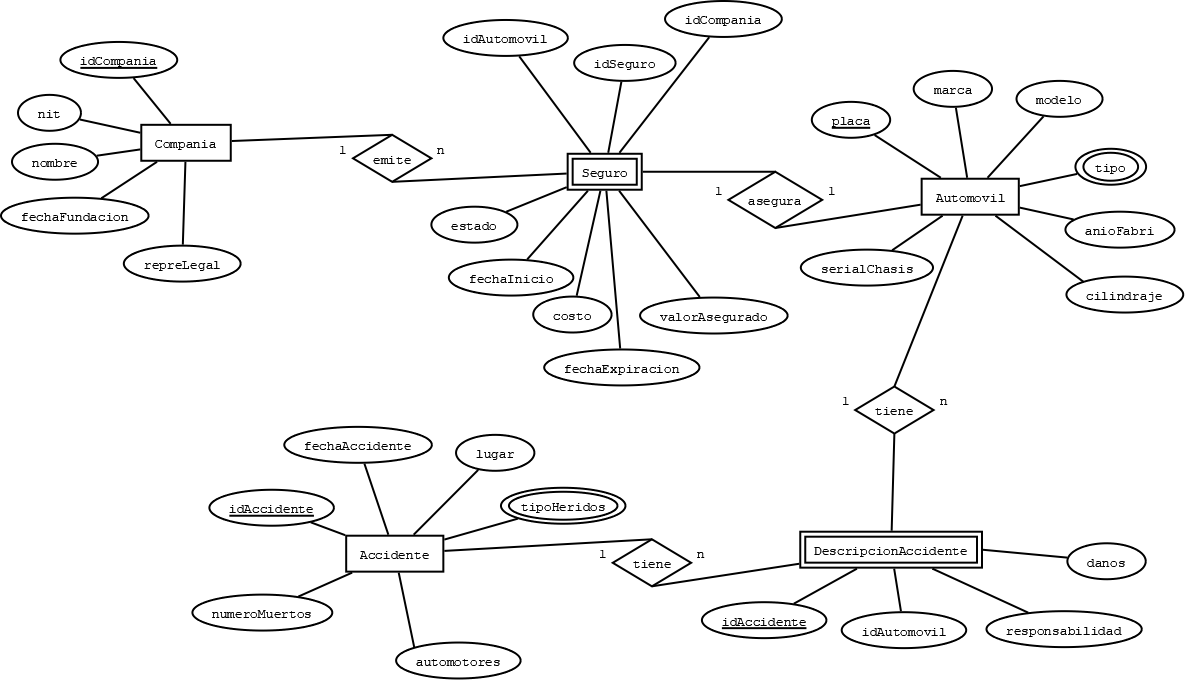 idCompania
idAutomovil
idCompania
idSeguro
marca
modelo
nit
placa
Compania
1
n
emite
nombre
Seguro
tipo
1
1
asegura
Automovil
fechaFundacion
estado
anioFabri
repreLegal
fechaInicio
serialChasis
costo
valorAsegurado
cilindraje
fechaExpiracion
1
n
tiene
fechaAccidente
lugar
idAccidente
tipoHeridos
Accidente
1
n
tiene
DescripcionAccidente
danos
numeroMuertos
idAccidente
idAutomovil
responsabilidad
automotores